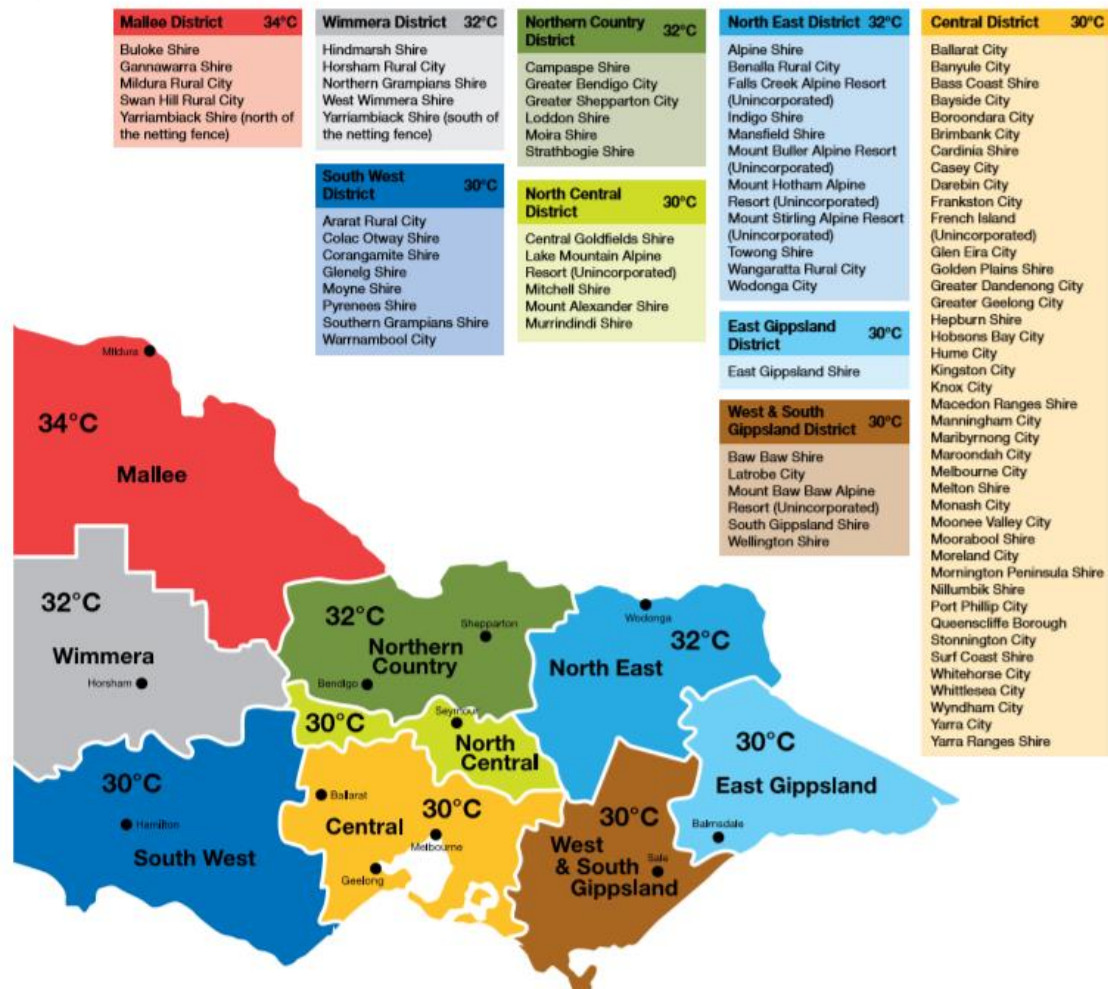 Mallee District 34°C
Buloke Shire
Gannawarra Shire
Mildura Rural City
Swan Hill Rural City
Yarriambiack Shire (north of
the netting fence)
Wimmera District 32°C
Hindmarsh Shire
Horsham Rural City
Northern Grampians Shire
West Wimmera Shire
Yarriambiack Shire (south of
the netting fence)
South West
District 30°C
Ararat Rural City
Colac Otway Shire
Corangamite Shire
Glenelg Shire
Moyne Shire
Pyrenees Shire
Southern Grampians Shire
Warrnambool City
Northern Country
District 32°C
Campaspe Shire
Greater Bendigo City
Greater Shepparton City
Loddon Shire
Moira Shire
Strathbogie Shire
North Central
District 30°C
Central Goldfields Shire
Lake Mountain Alpine
Resort (Unincorporated)
Mitchell Shire
Mount Alexander Shire
Murrindindi Shire
North East District 32°C
Alpine Shire
Benalla Rural City
Falls Creek Alpine Resort
(Unincorporated)
Indigo Shire
Mansfield Shire
Mount Buller Alpine Resort
(Unincorporated)
Mount Hotham Alpine
Resort (Unincorporated)
Mount Stirling Alpine Resort
(Unincorporated)
Towong Shire
Wangaratta Rural City
Wodonga City
East Gippsland
District 30°C
East Gippsland Shire
West & South
Gippsland District 30°C
Baw Baw Shire
Latrobe City
Mount Baw Baw Alpine
Resort (Unincorporated)
South Gippsland Shire
Wellington Shire
Central District 30°C
Ballarat City
Banyule City
Bass Coast Shire
Bayside City
Boroondara City
Brimbank City
Cardinia Shire
Casey City
Darebin City
Frankston City
French Island
(Unincorporated)
Glen Eira City
Golden Plains Shire
Greater Dandenong City
Greater Geelong City
Hepburn Shire
Hobsons Bay City
Hume City
Kingston City
Knox City
Macedon Ranges Shire
Manningham City
Maribyrnong City
Maroondah City
Melbourne City
Melton Shire
Monash City
Moonee Valley City
Moorabool Shire
Moreland City
Mornington Peninsula Shire
Nillumbik Shire
Port Phillip City
Queenscliffe Borough
Stonnington City
Surf Coast Shire
Whitehorse City
Whittlesea City
Wyndham City
Yarra City
Yarra Ranges Shire
Mildura
34°C
Mallee
32°C
Wimmera
Horsham
32°C
Shepparton
Northern
Country
Bendigo
Wodonga
32°C
North East
30°C
Seymour
North
Central
30°C
Hamilton
South West
Ballarat
30°C
Central
Melbourne
Geelong
30°C
West
& South
Gippsland
Sale
30°C
East Gippsland
Bairnsdale